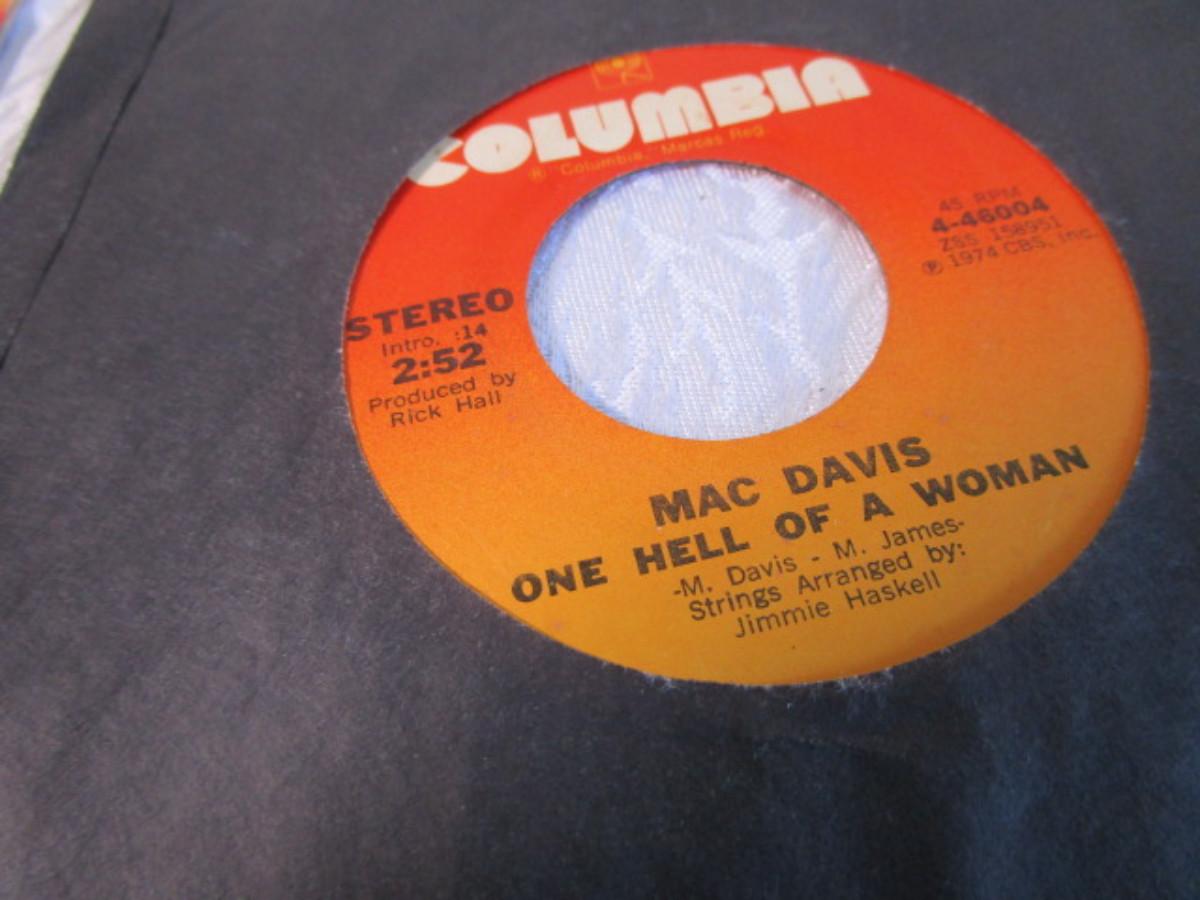 COLUMBIA
® "Columbia," Marcas Reg.
45 RPM
4-46004
ZSS 158951
℗ 1974 CBS, Inc.
STEREO
Intro. :14
2:52
Produced by
Rick Hall
MAC DAVIS
ONE HELL OF A WOMAN
-M. Davis - M. James-
Strings Arranged by:
Jimmie Haskell